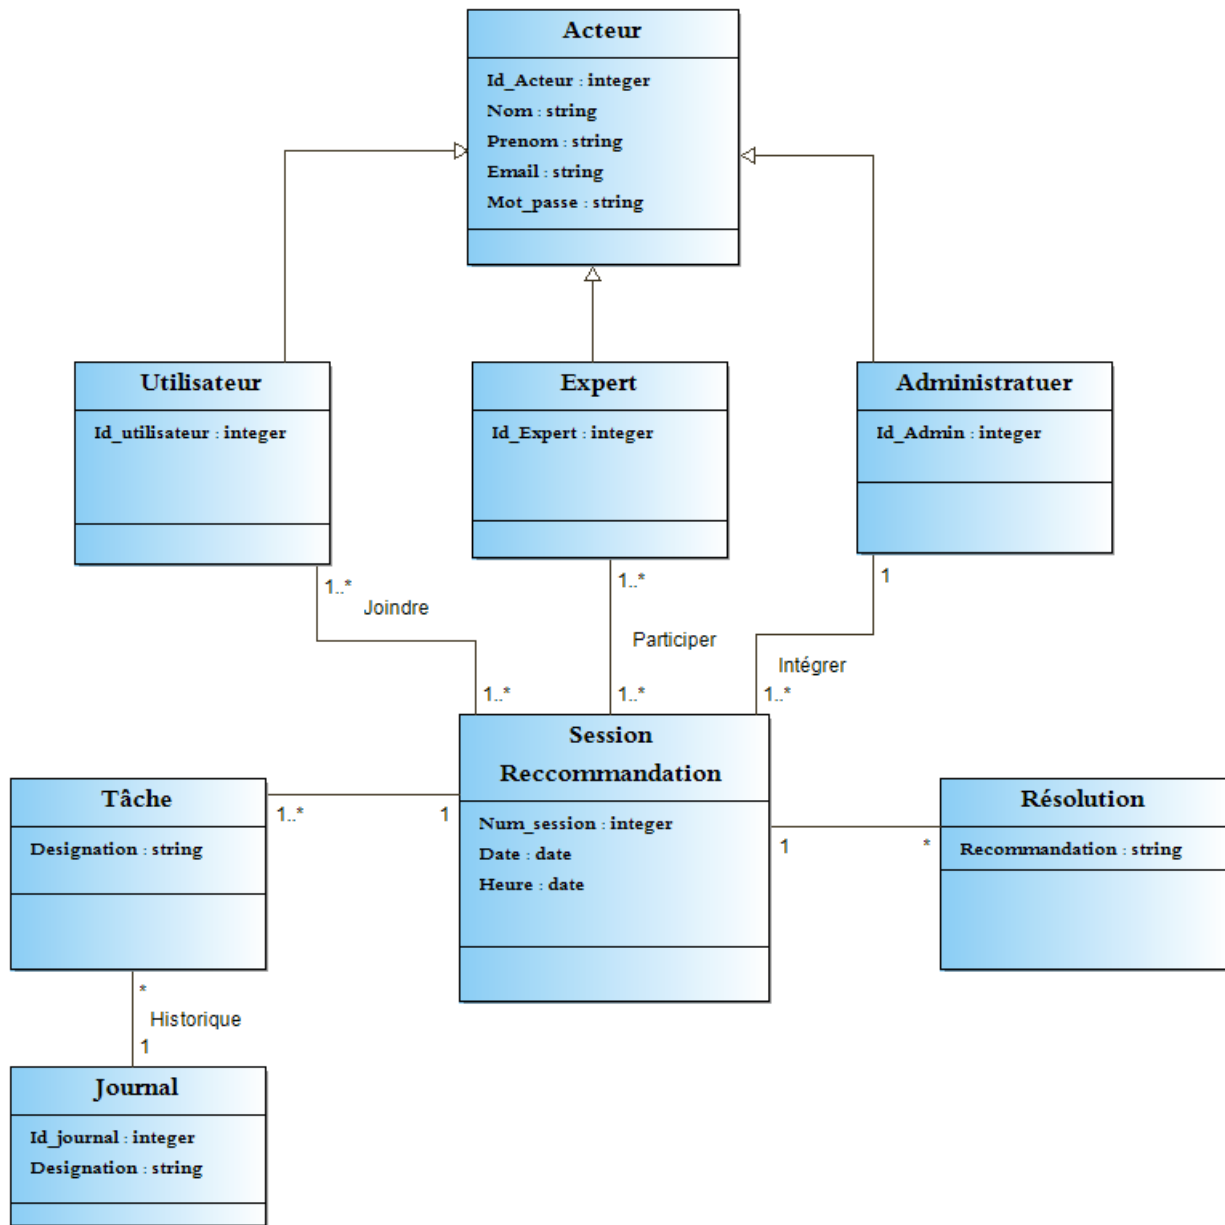 Acteur
Id_Acteur : integer
Nom : string
Prenom : string
Email : string
Mot_passe : string
Utilisateur
Id_utilisateur : integer
Expert
Id_Expert : integer
Administratuer
Id_Admin : integer
1..*
Joindre
1..*
1..*
Participer
1..*
1
Intégrer
1..*
Session
Reccommandation
Num_session : integer
Date : date
Heure : date
Tâche
Designation : string
1..*
1
Résolution
Recommandation : string
1
*
*
Historique
1
Journal
Id_journal : integer
Designation : string